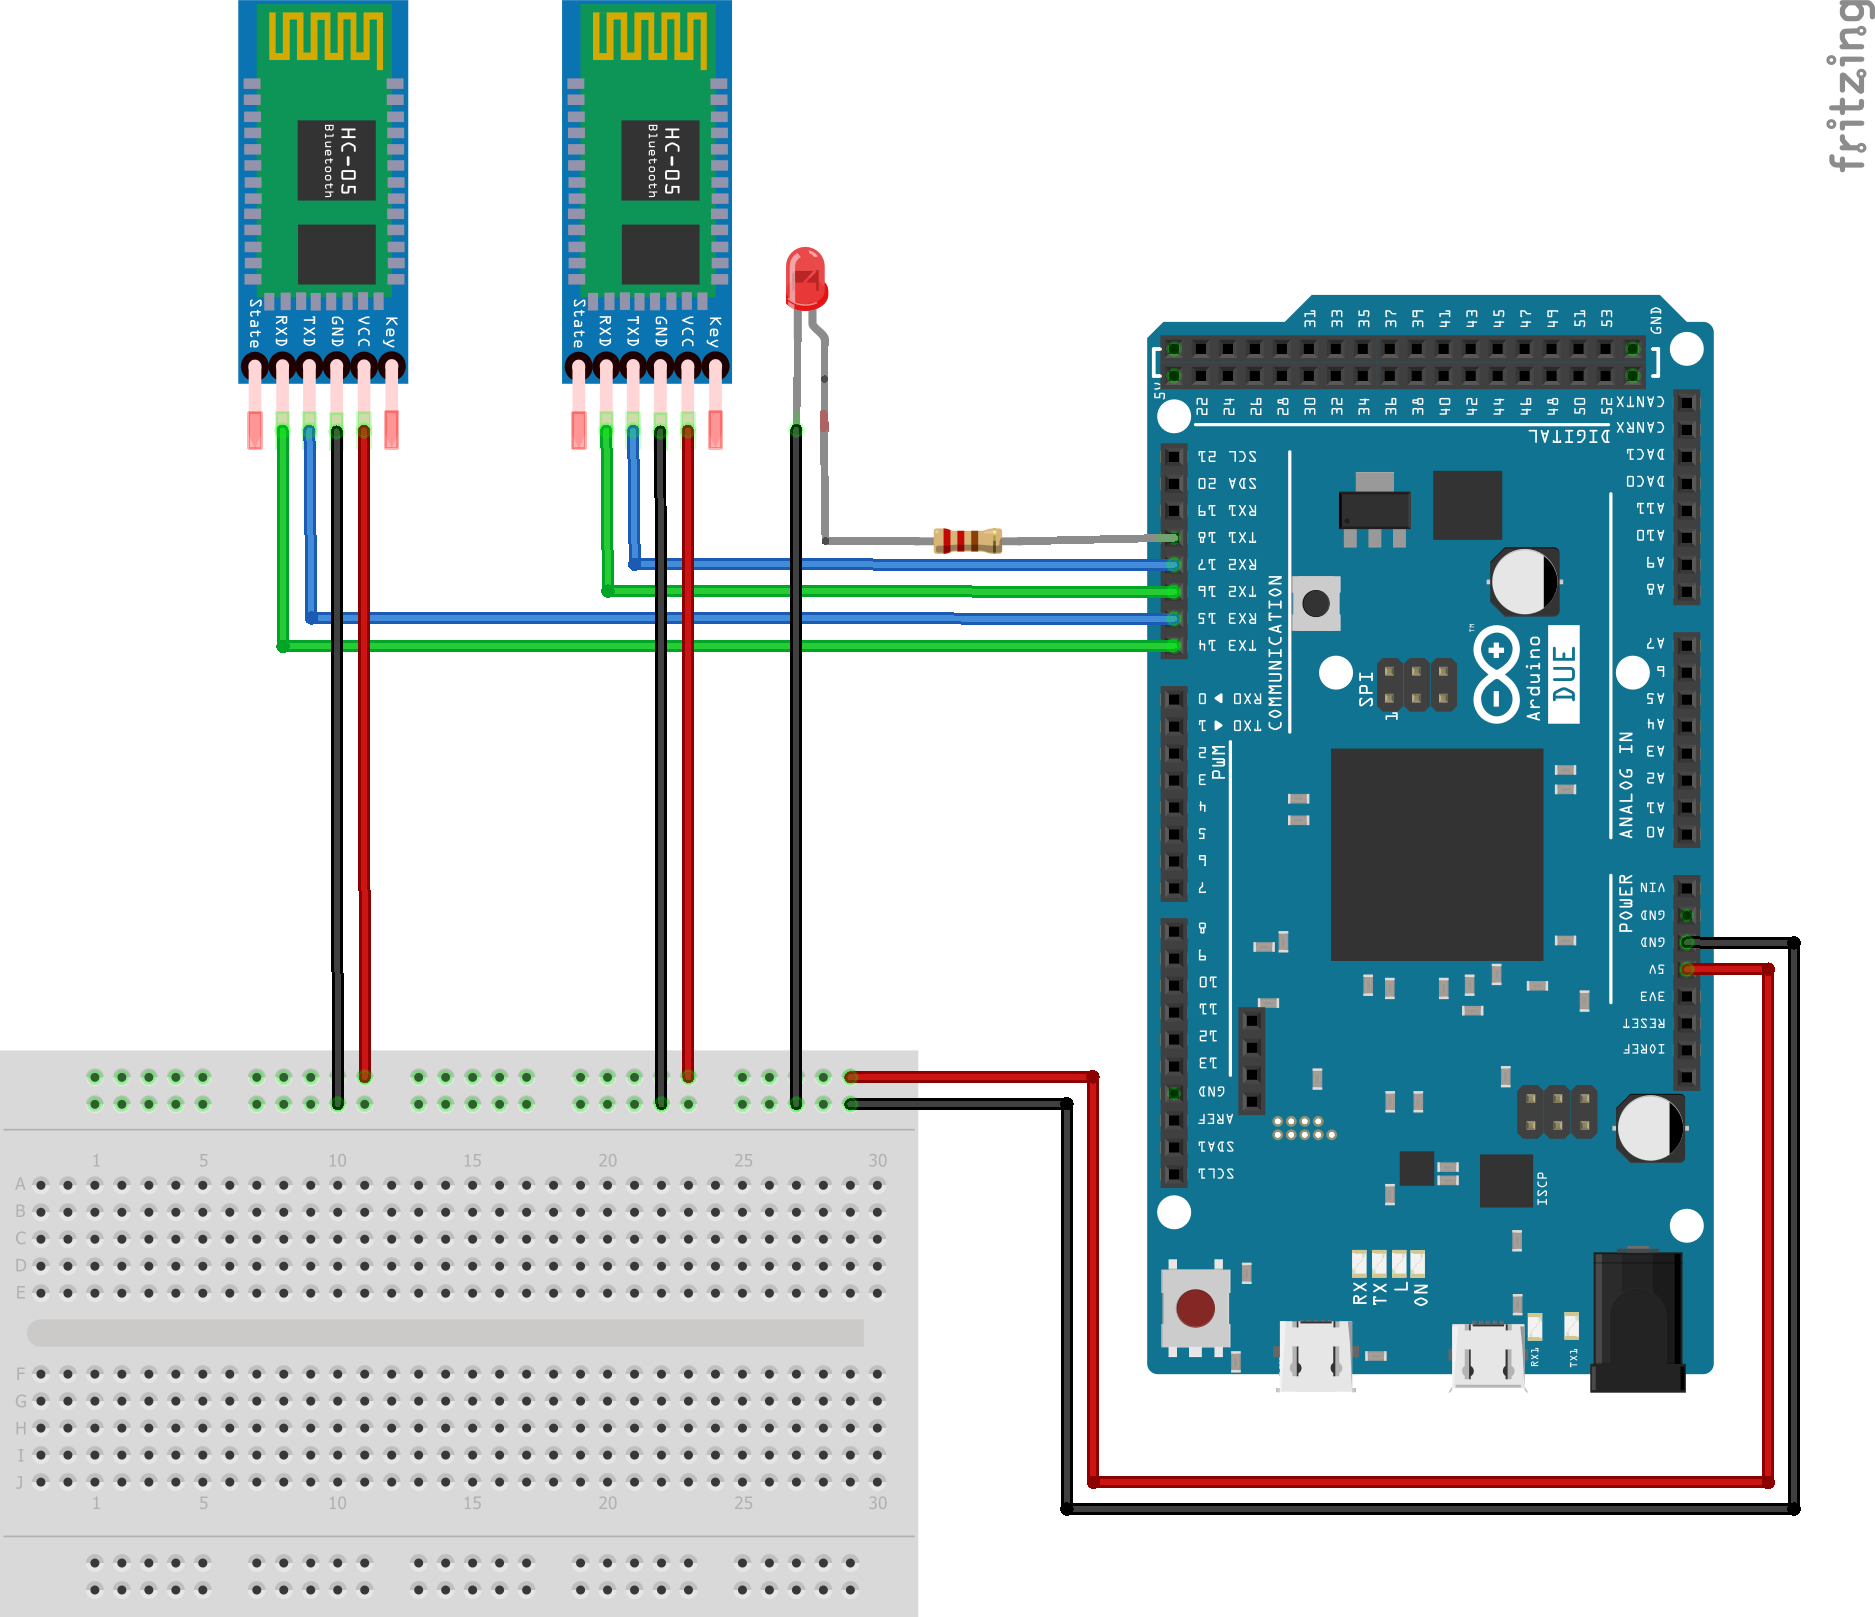 fritzing
HC-05
Bluetooth
State
RXD
TXD
GND
VCC
Key
HC-05
Bluetooth
State
RXD
TXD
GND
VCC
Key
31 33 35 37 39 41 43 45 47 49 51 53 GND
5V 22 24 26 28 30 32 34 36 38 40 42 44 46 48 50 52
DIGITAL
SCL 21
SDA 20
RX1 19
TX1 18
RX2 17
TX2 16
RX3 15
TX3 14
RX0 0
TX0 1
COMMUNICATION
PWM
2
3
4
5
6
7
8
9
10
11
12
13
GND
AREF
SDA1
SCL1
CANTX
CANRX
DAC1
DAC0
A11
A10
A9
A8
A7
6
A5
A4
A3
A2
A1
A0
ANALOG IN
POWER
VIN
GND
GND
5V
3V3
RESET
IOREF
SPI
1
TM
Arduino
DUE
ISCP
RX
TX
L
ON
RX1
TX1
1 5 10 15 20 25 30
A
B
C
D
E
F
G
H
I
J
1 5 10 15 20 25 30